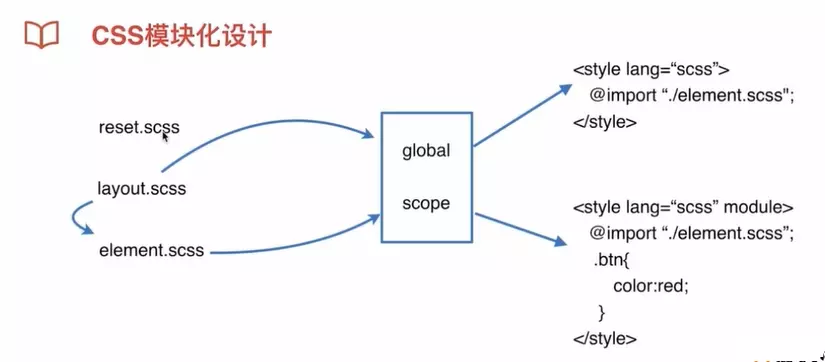 CSS模块化设计
reset.scss
layout.scss
element.scss
global
scope
<style lang=“scss”>
@import “./element.scss";
</style>
<style lang=“scss” module>
@import “./element.scss”;
.btn{
color:red;
}
</style>